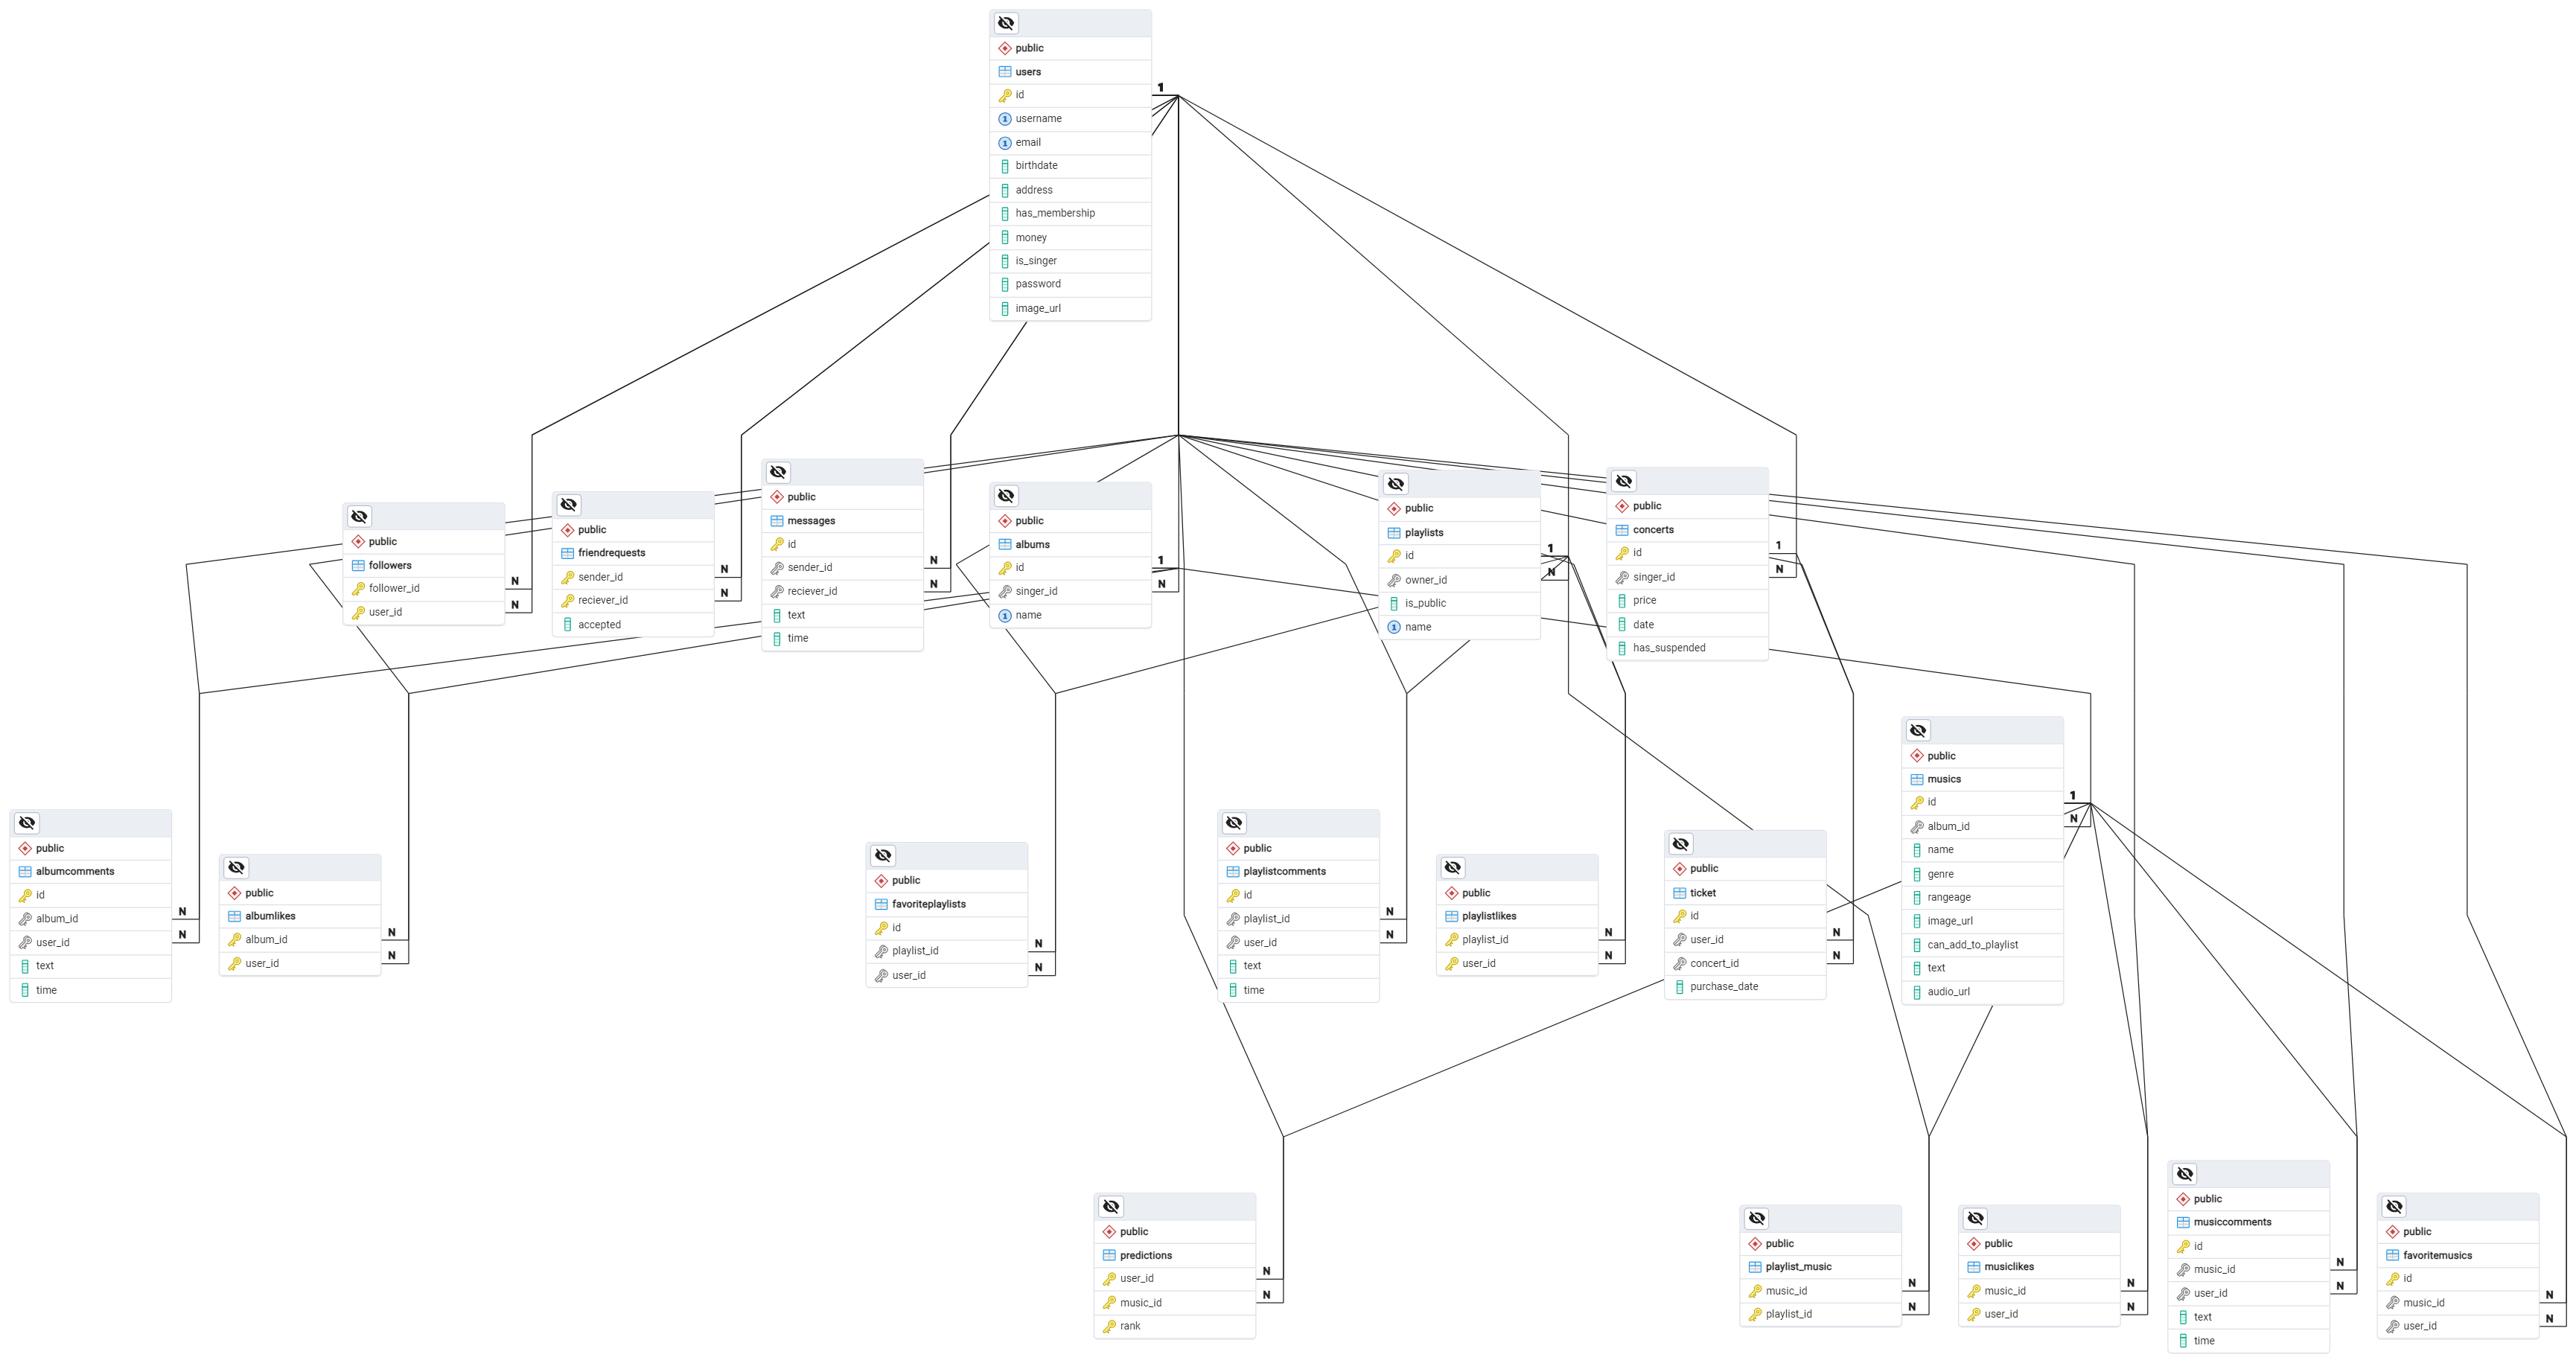 public
users
id
username
email
birthdate
address
has_membership
money
is_singer
password
image_url
1
public
followers
follower_id
user_id
N
N
public
friendrequests
sender_id
reciever_id
accepted
N
N
public
messages
id
sender_id
reciever_id
text
time
N
N
public
albums
id
singer_id
name
1
N
public
playlists
id
owner_id
is_public
name
1
N
public
concerts
id
singer_id
price
date
has_suspended
1
N
public
albumcomments
id
album_id
user_id
text
time
N
N
public
albumlikes
album_id
user_id
N
N
public
favoriteplaylists
id
playlist_id
user_id
N
N
public
playlistcomments
id
playlist_id
user_id
text
time
N
N
public
playlistlikes
playlist_id
user_id
N
N
public
ticket
id
user_id
concert_id
purchase_date
N
N
public
musics
id
album_id
name
genre
rangeage
image_url
can_add_to_playlist
text
audio_url
1
N
public
predictions
user_id
music_id
rank
N
N
public
playlist_music
music_id
playlist_id
N
N
public
musiclikes
music_id
user_id
N
N
public
musiccomments
id
music_id
user_id
text
time
N
N
public
favoritemusics
id
music_id
user_id
N
N